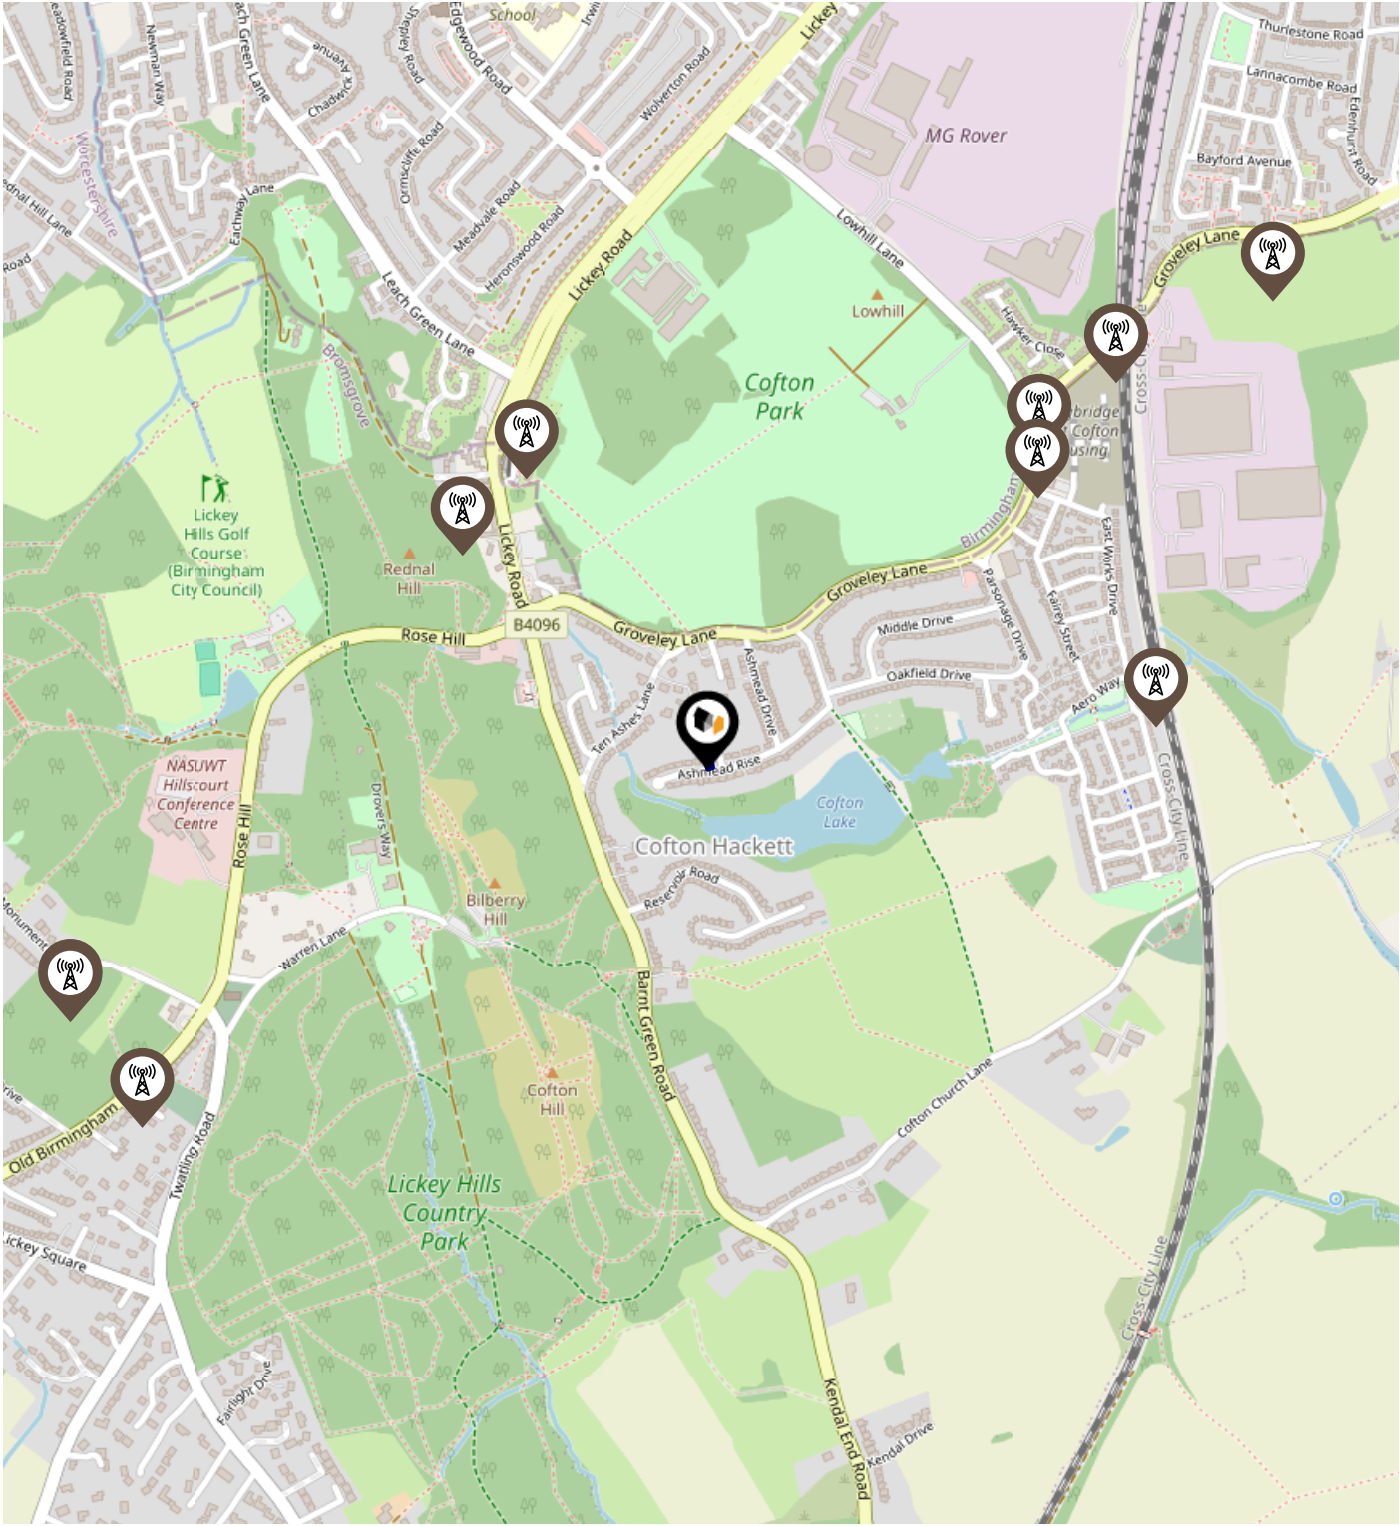 School
Lickey
Thurlestone Road
Lannacombe Road
Edenhurst Road
Bayford Avenue
Newman Way
Chadwick
Avenue
Shepley Road
Edgewood Road
Wolverton Road
MG Rover
Worcestershire
Ormscliffe Road
Meadvale Road
Heronswood Road
Eachway Lane
Road
Lickey Road
Lowhill Lane
Groveley Lane
Leach Green Lane
Lowhill
Hawker Close
Bromsgrove
Cofton
Park
Lickey
Hills Golf
Course
(Birmingham
City Council)
Rednal
Hill
Lickey Road
Birmingham
Cofton
East Works Drive
Groveley Lane
Parsonage Drive
Fairey Street
Middle Drive
Rose Hill
B4096
Groveley Lane
Ashmead Drive
Oakfield Drive
Aero Way
Ten Ashes Lane
Ashmead Rise
NASUWT
Hillscourt
Conference
Centre
Rose Hill
Drovers Way
Cofton
Lake
Cross-City Line
Cofton Hackett
Reservoir Road
Bilberry
Hill
Monument
Warren Lane
Barnt Green Road
Cofton
Hill
Cofton Church Lane
Old Birmingham
Twatling Road
Lickey Hills
Country
Park
Lickey Square
Cross-City Line
Fairlight Drive
Kendal End Road
Kendal Drive